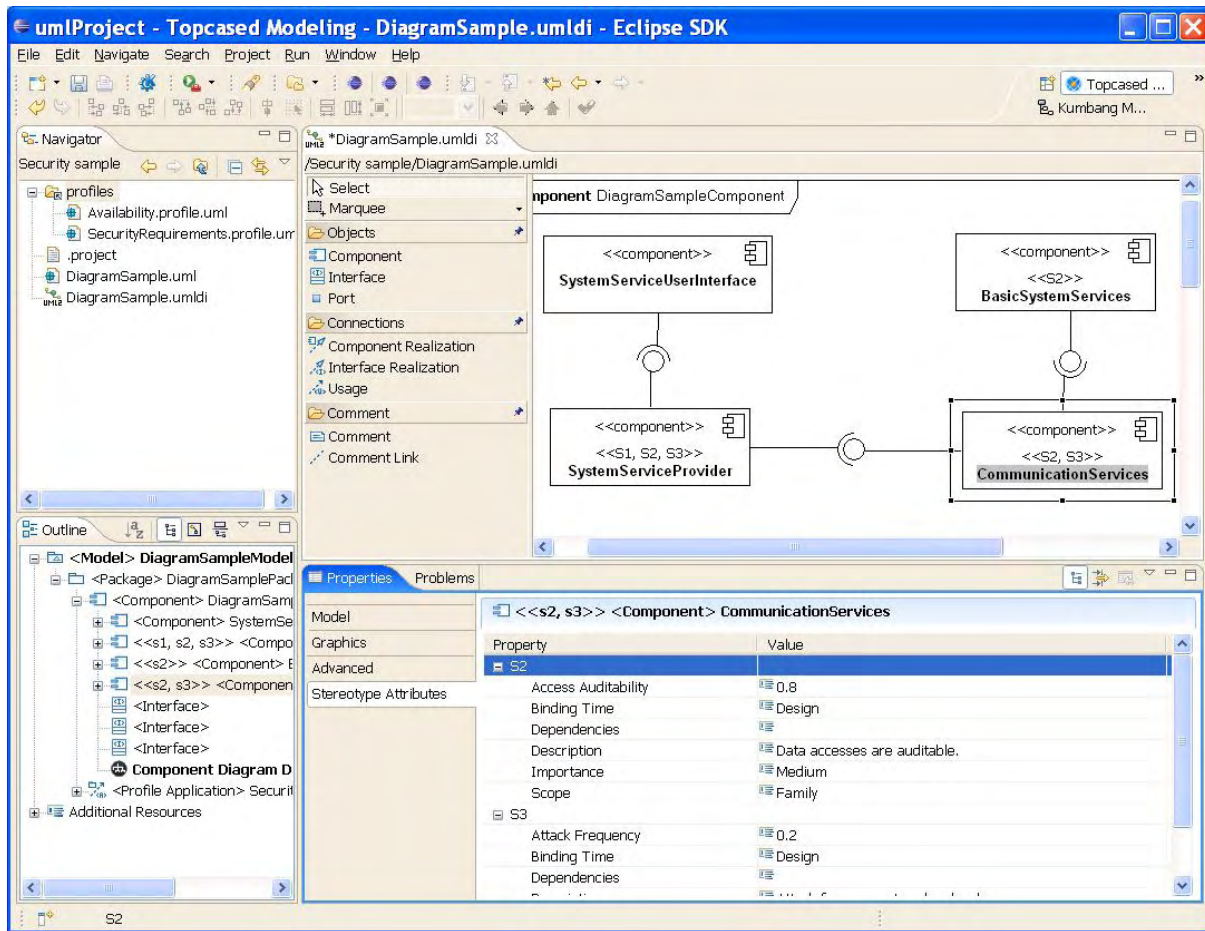 umlProject - Topcased Modeling - DiagramSample.umldi - Eclipse SDK
File Edit Navigate Search Project Run Window Help
Topcased ...
»
Kumbang M...
Navigator
Security sample
profiles
Availability.profile.uml
SecurityRequirements.profile.um
.project
DiagramSample.uml
DiagramSample.umldi
*DiagramSample.umldi
/Security sample/DiagramSample.umldi
Select
Marquee
Objects
Component
Interface
Port
Connections
Component Realization
Interface Realization
Usage
Comment
Comment
Comment Link
mponent DiagramSampleComponent
<<component>>
SystemServiceUserInterface
<<component>>
<<S2>>
BasicSystemServices
<<component>>
<<S1, S2, S3>>
SystemServiceProvider
<<component>>
<<S2, S3>>
CommunicationServices
Outline
<Model> DiagramSampleModel
<Package> DiagramSamplePacl
<Component> DiagramSam
<Component> SystemSe
<<s1, s2, s3>> <Compo
<<s2>> <Component> B
<<s2, s3>> <Componen
<Interface>
<Interface>
<Interface>
Component Diagram D
<Profile Application> Securit
Additional Resources
Properties Problems
Model
Graphics
Advanced
Stereotype Attributes
<<s2, s3>> <Component> CommunicationServices
Property Value
S2
Access Auditability 0.8
Binding Time Design
Dependencies
Description Data accesses are auditable.
Importance Medium
Scope Family
S3
Attack Frequency 0.2
Binding Time Design
Dependencies
S2